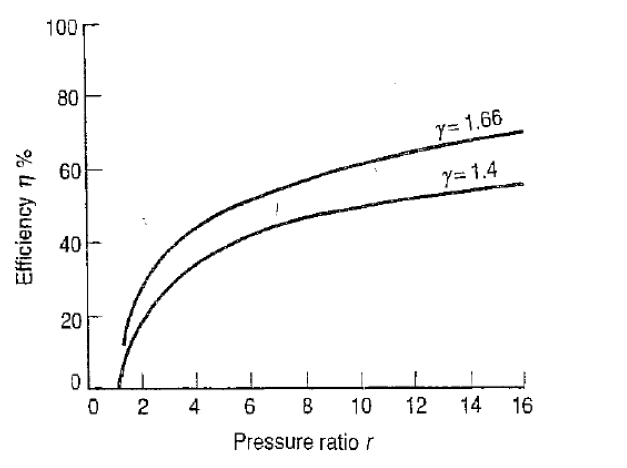 100
80
60
40
20
0
Efficiency η %
γ= 1.66
γ= 1.4
0 2 4 6 8 10 12 14 16
Pressure ratio r